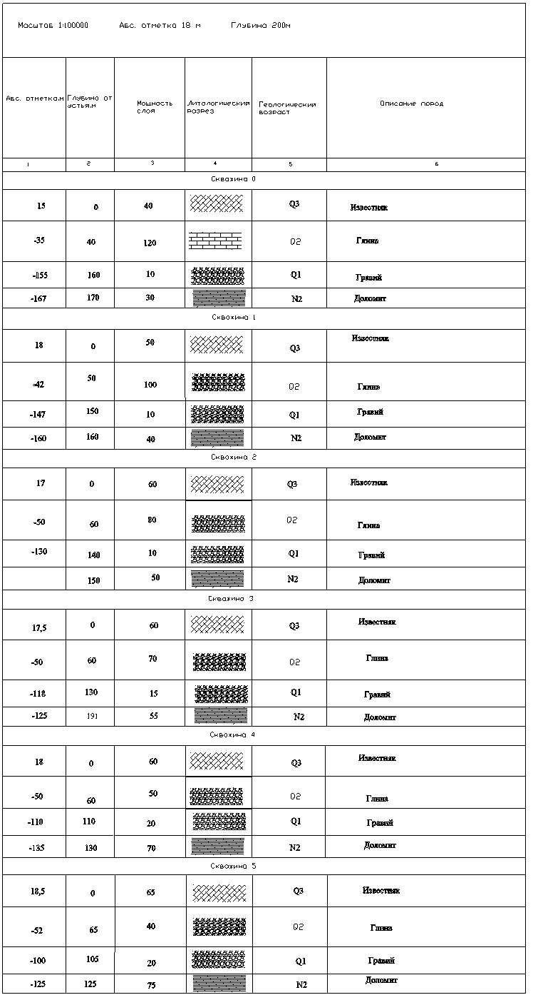 Масштаб 1:100000 Абс. отметка 18 м Глубина 200м
Абс. отметка,м Глубина от устья,м Мощность слоя Литалогический разрез Геологический возраст Описание пород
1 2 3 4 5 6
Скважина 0
15 0 40 Q3 Известняк
-35 40 120 Q2 Глина
-155 160 10 Q1 Гравий
-167 170 30 N2 Доломит
Скважина 1
18 0 50 Q3 Известняк
-42 50 100 Q2 Глина
-147 150 10 Q1 Гравий
-160 160 40 N2 Доломит
Скважина 2
17 0 60 Q3 Известняк
-50 60 80 Q2 Глина
-130 140 10 Q1 Гравий
150 50 N2 Доломит
Скважина 3
17,5 0 60 Q3 Известняк
-50 60 70 Q2 Глина
-118 130 15 Q1 Гравий
-125 191 55 N2 Доломит
Скважина 4
18 0 60 Q3 Известняк
-50 60 50 Q2 Глина
-110 110 20 Q1 Гравий
-135 130 70 N2 Доломит
Скважина 5
18,5 0 65 Q3 Известняк
-52 65 40 Q2 Глина
-100 105 20 Q1 Гравий
-125 125 75 N2 Доломит